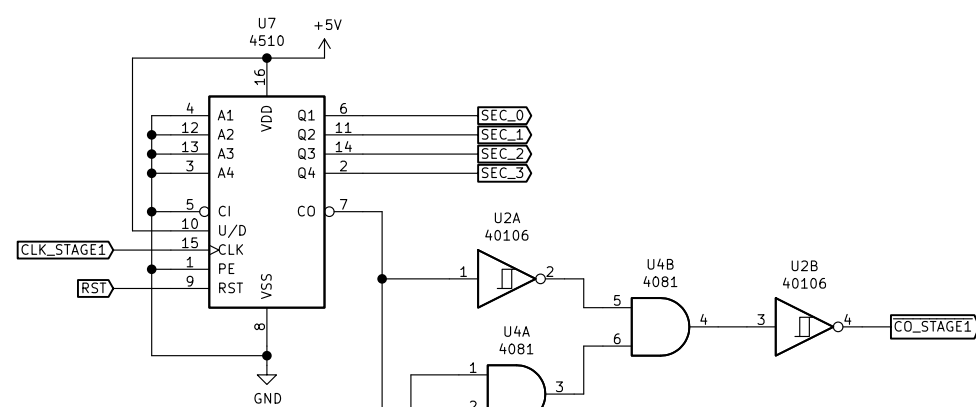 U7
4510
+5V
16
VDD
4 A1 Q1 6 SEC_0
12 A2 Q2 11 SEC_1
13 A3 Q3 14 SEC_2
3 A4 Q4 2 SEC_3
5 CI CO 7
10 U/D
CLK_STAGE1 15 CLK
1 PE
RST 9 RST
VSS
8
GND
U2A
40106
1 2
U4A
4081
1 3
2
U4B
4081
5
6
4
U2B
40106
3 4
CO_STAGE1